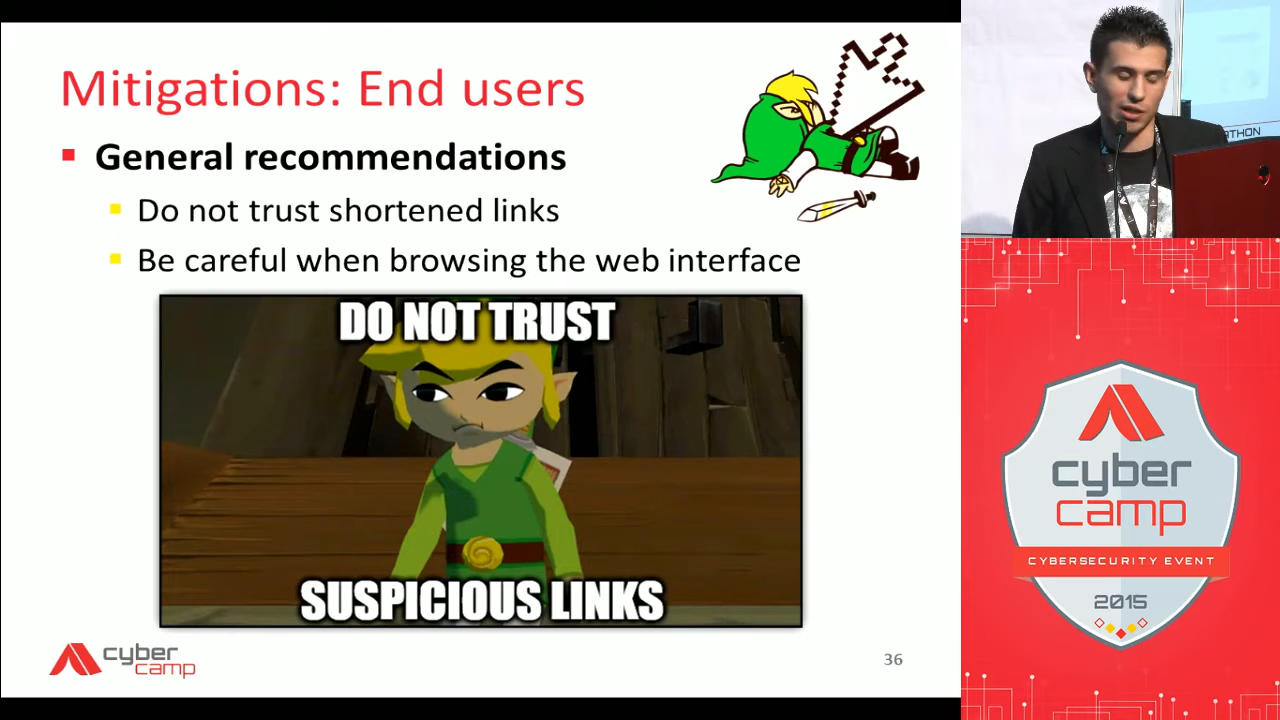 Mitigations: End users
General recommendations
Do not trust shortened links
Be careful when browsing the web interface
DO NOT TRUST
SUSPICIOUS LINKS
cyber
camp
36
ATHON
cyber
camp
CYBERSECURITY EVENT
2015